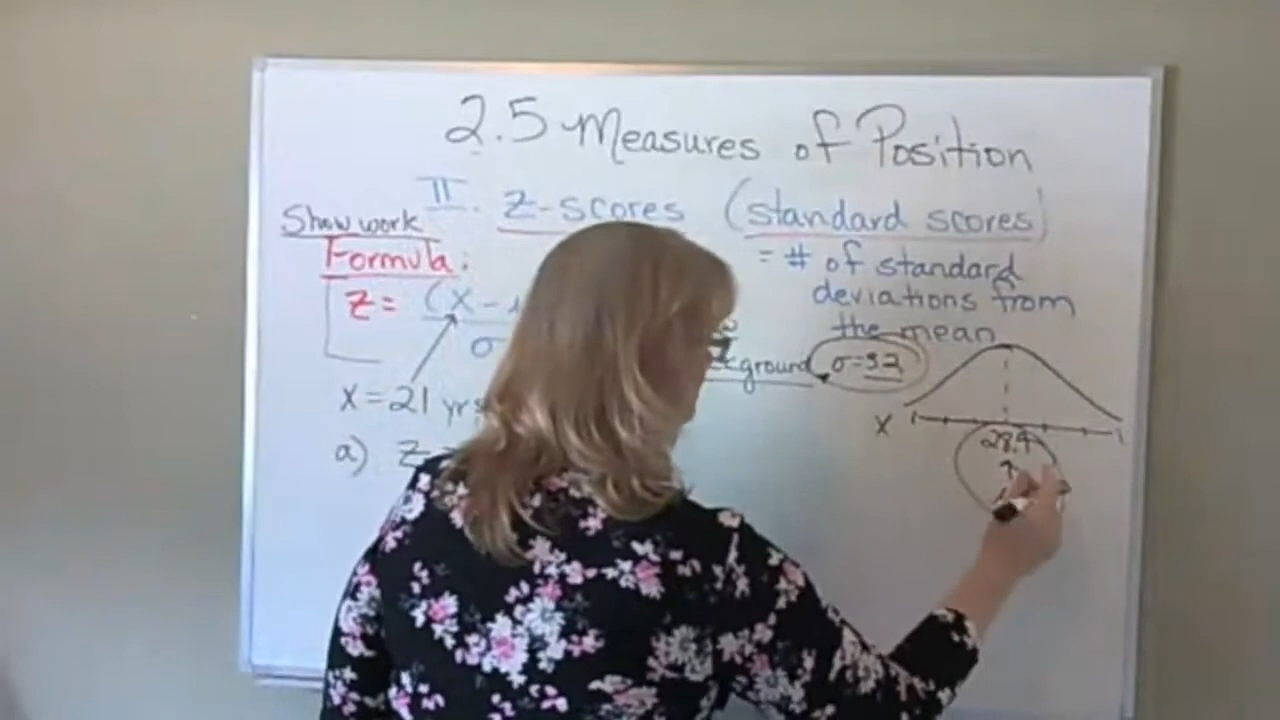 2.5 Measures of Position
II. Z-scores (standard scores)
= # of standard
deviations from
the mean
Show work
Formula:
Z = (X -
σ
ground σ=3.2
X = 21 yrs
a) Z
X
28.4